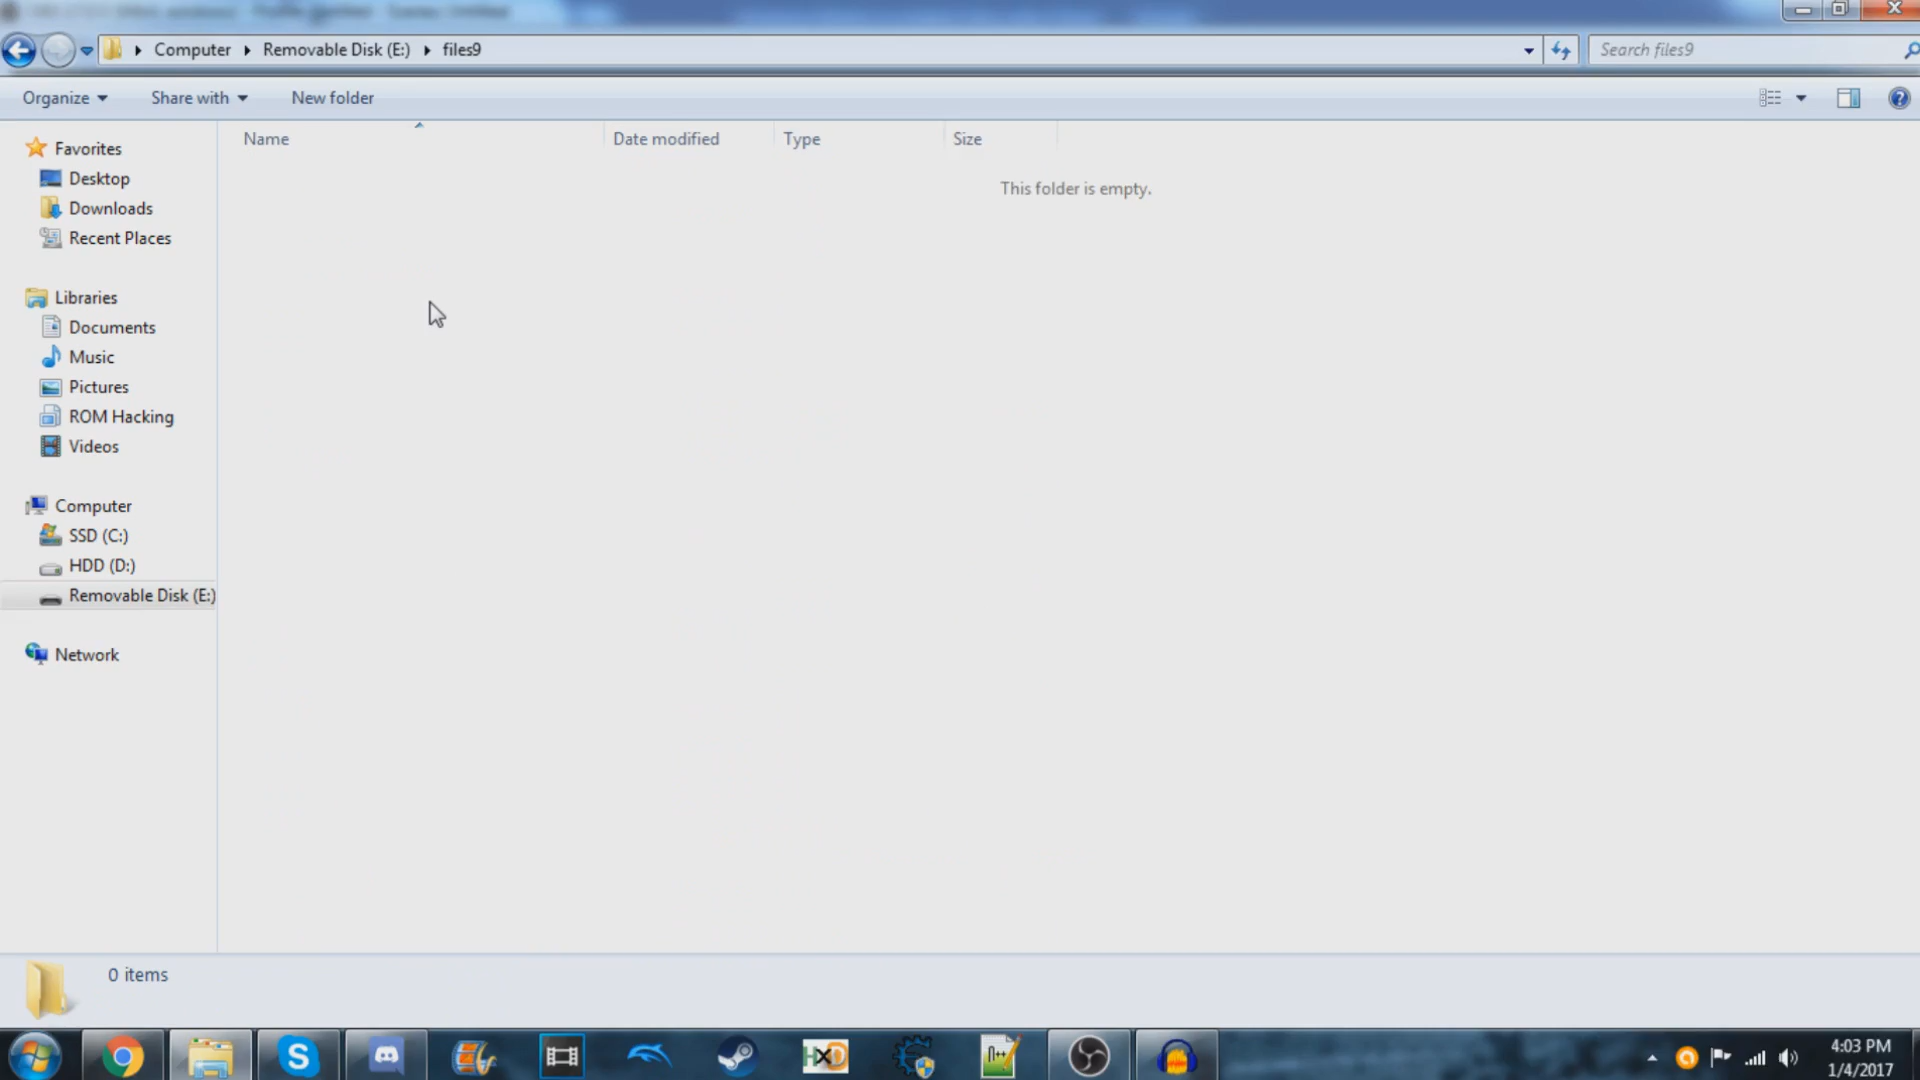 Computer Removable Disk (E:) files9
Search files9
Organize Share with New folder
Name Date modified Type Size
This folder is empty.
Favorites
Desktop
Downloads
Recent Places
Libraries
Documents
Music
Pictures
ROM Hacking
Videos
Computer
SSD (C:)
HDD (D:)
Removable Disk (E:)
Network
0 items
4:03 PM
1/4/2017